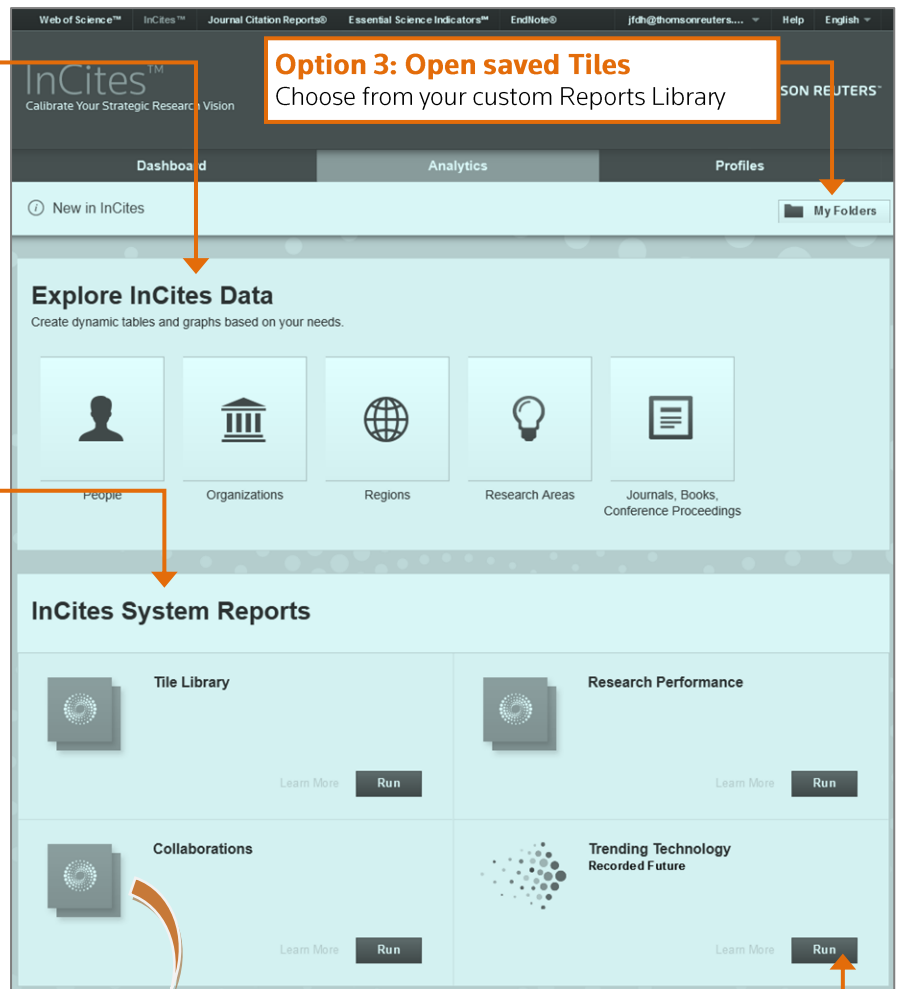 Web of Science™ InCites™ Journal Citation Reports® Essential Science Indicators℠ EndNote® jfdh@thomsonreuters.... Help English
Option 3: Open saved Tiles
Choose from your custom Reports Library
InCites™
Calibrate Your Strategic Research Vision
SON REUTERS™
Dashboard Analytics Profiles
New in InCites
My Folders
Explore InCites Data
Create dynamic tables and graphs based on your needs.
People Organizations Regions Research Areas Journals, Books,
Conference Proceedings
InCites System Reports
Tile Library
Learn More Run
Research Performance
Learn More Run
Collaborations
Learn More Run
Trending Technology
Recorded Future
Learn More Run